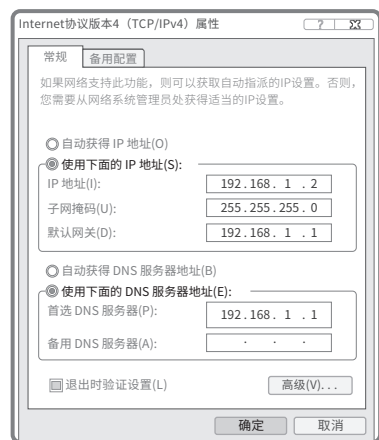 Internet协议版本4（TCP/IPv4）属性
常规 备用配置
如果网络支持此功能，则可以获取自动指派的IP设置。否则，
您需要从网络系统管理员处获得适当的IP设置。
自动获得 IP 地址(O)
使用下面的 IP 地址(S):
IP 地址(I): 192.168. 1 .2
子网掩码(U): 255.255.255.0
默认网关(D): 192.168. 1 .1
自动获得 DNS 服务器地址(B)
使用下面的 DNS 服务器地址(E):
首选 DNS 服务器(P): 192.168. 1 .1
备用 DNS 服务器(A): . . .
退出时验证设置(L) 高级(V)...
确定 取消